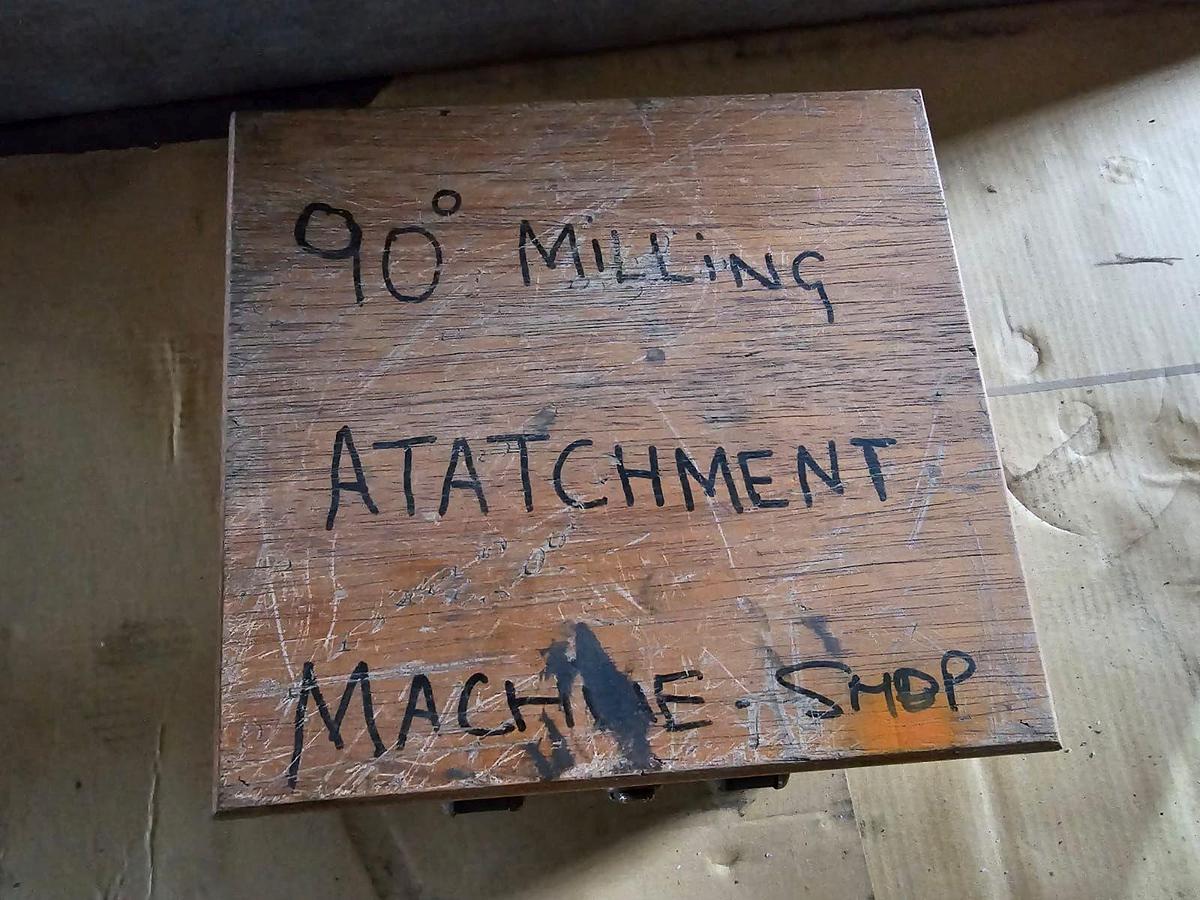 90° MiLLiNG
ATATCHMENT
MACHINE - SHOP